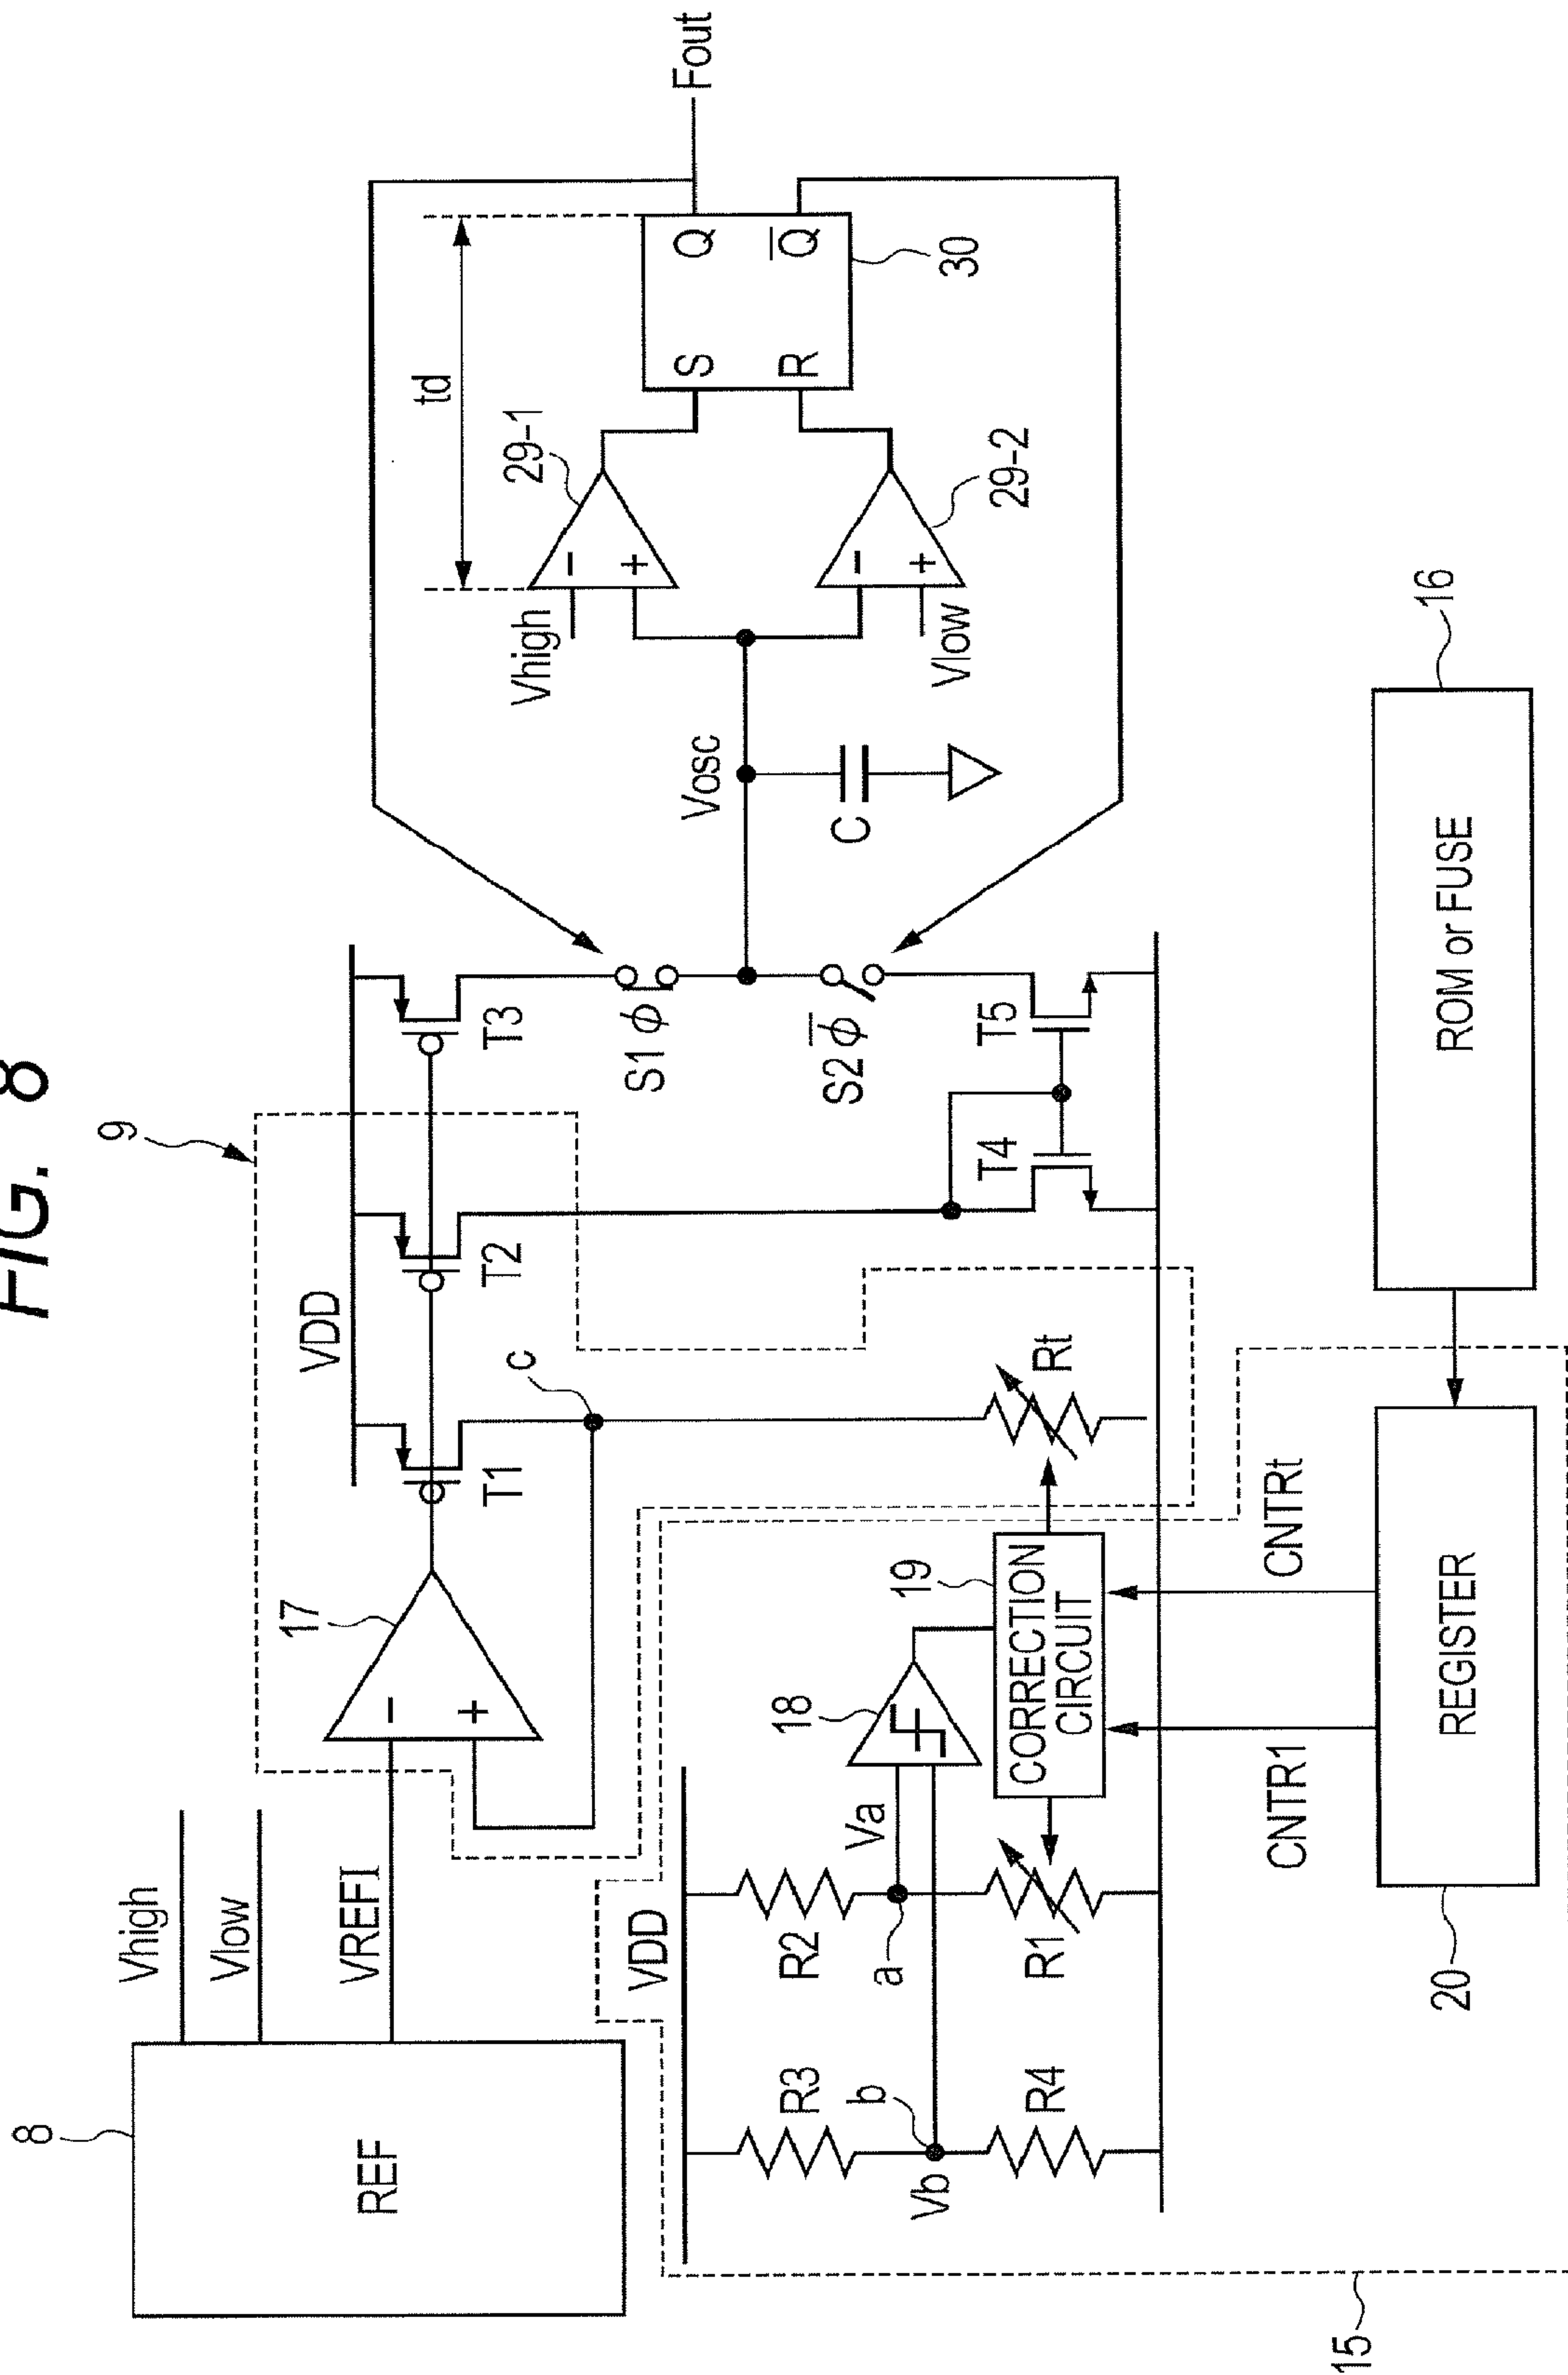 FIG. 8
8
REF
Vhigh
Vlow
VREFI
9
17
−
+
VDD
T1
T2
T3
c
Rt
T4
T5
S1 ϕ
S2 ϕ̅
Vosc
C
Vhigh
−
+
29-1
Vlow
−
+
29-2
td
S
R
Q
Q̅
30
Fout
VDD
R3
R4
b
Vb
R2
R1
a
Va
18
19
CORRECTION
CIRCUIT
CNTR1
CNTRt
REGISTER
20
ROM or FUSE
16
15